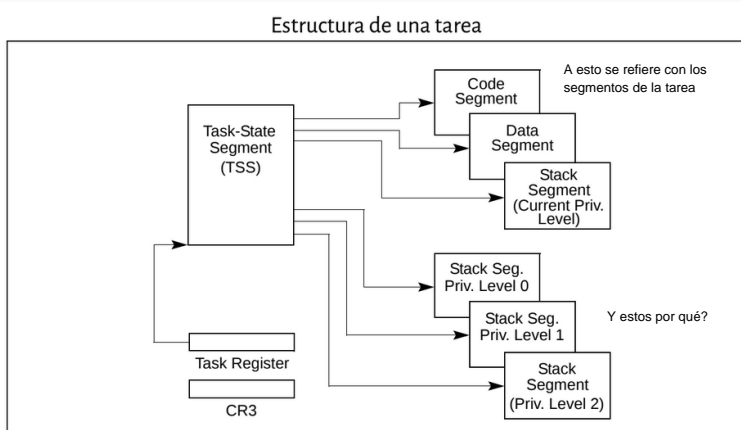 Estructura de una tarea
Code
Segment
A esto se refiere con los
segmentos de la tarea
Task-State
Segment
(TSS)
Data
Segment
Stack
Segment
(Current Priv.
Level)
Stack Seg.
Priv. Level 0
Stack Seg.
Priv. Level 1
Y estos por qué?
Stack
Segment
(Priv. Level 2)
Task Register
CR3